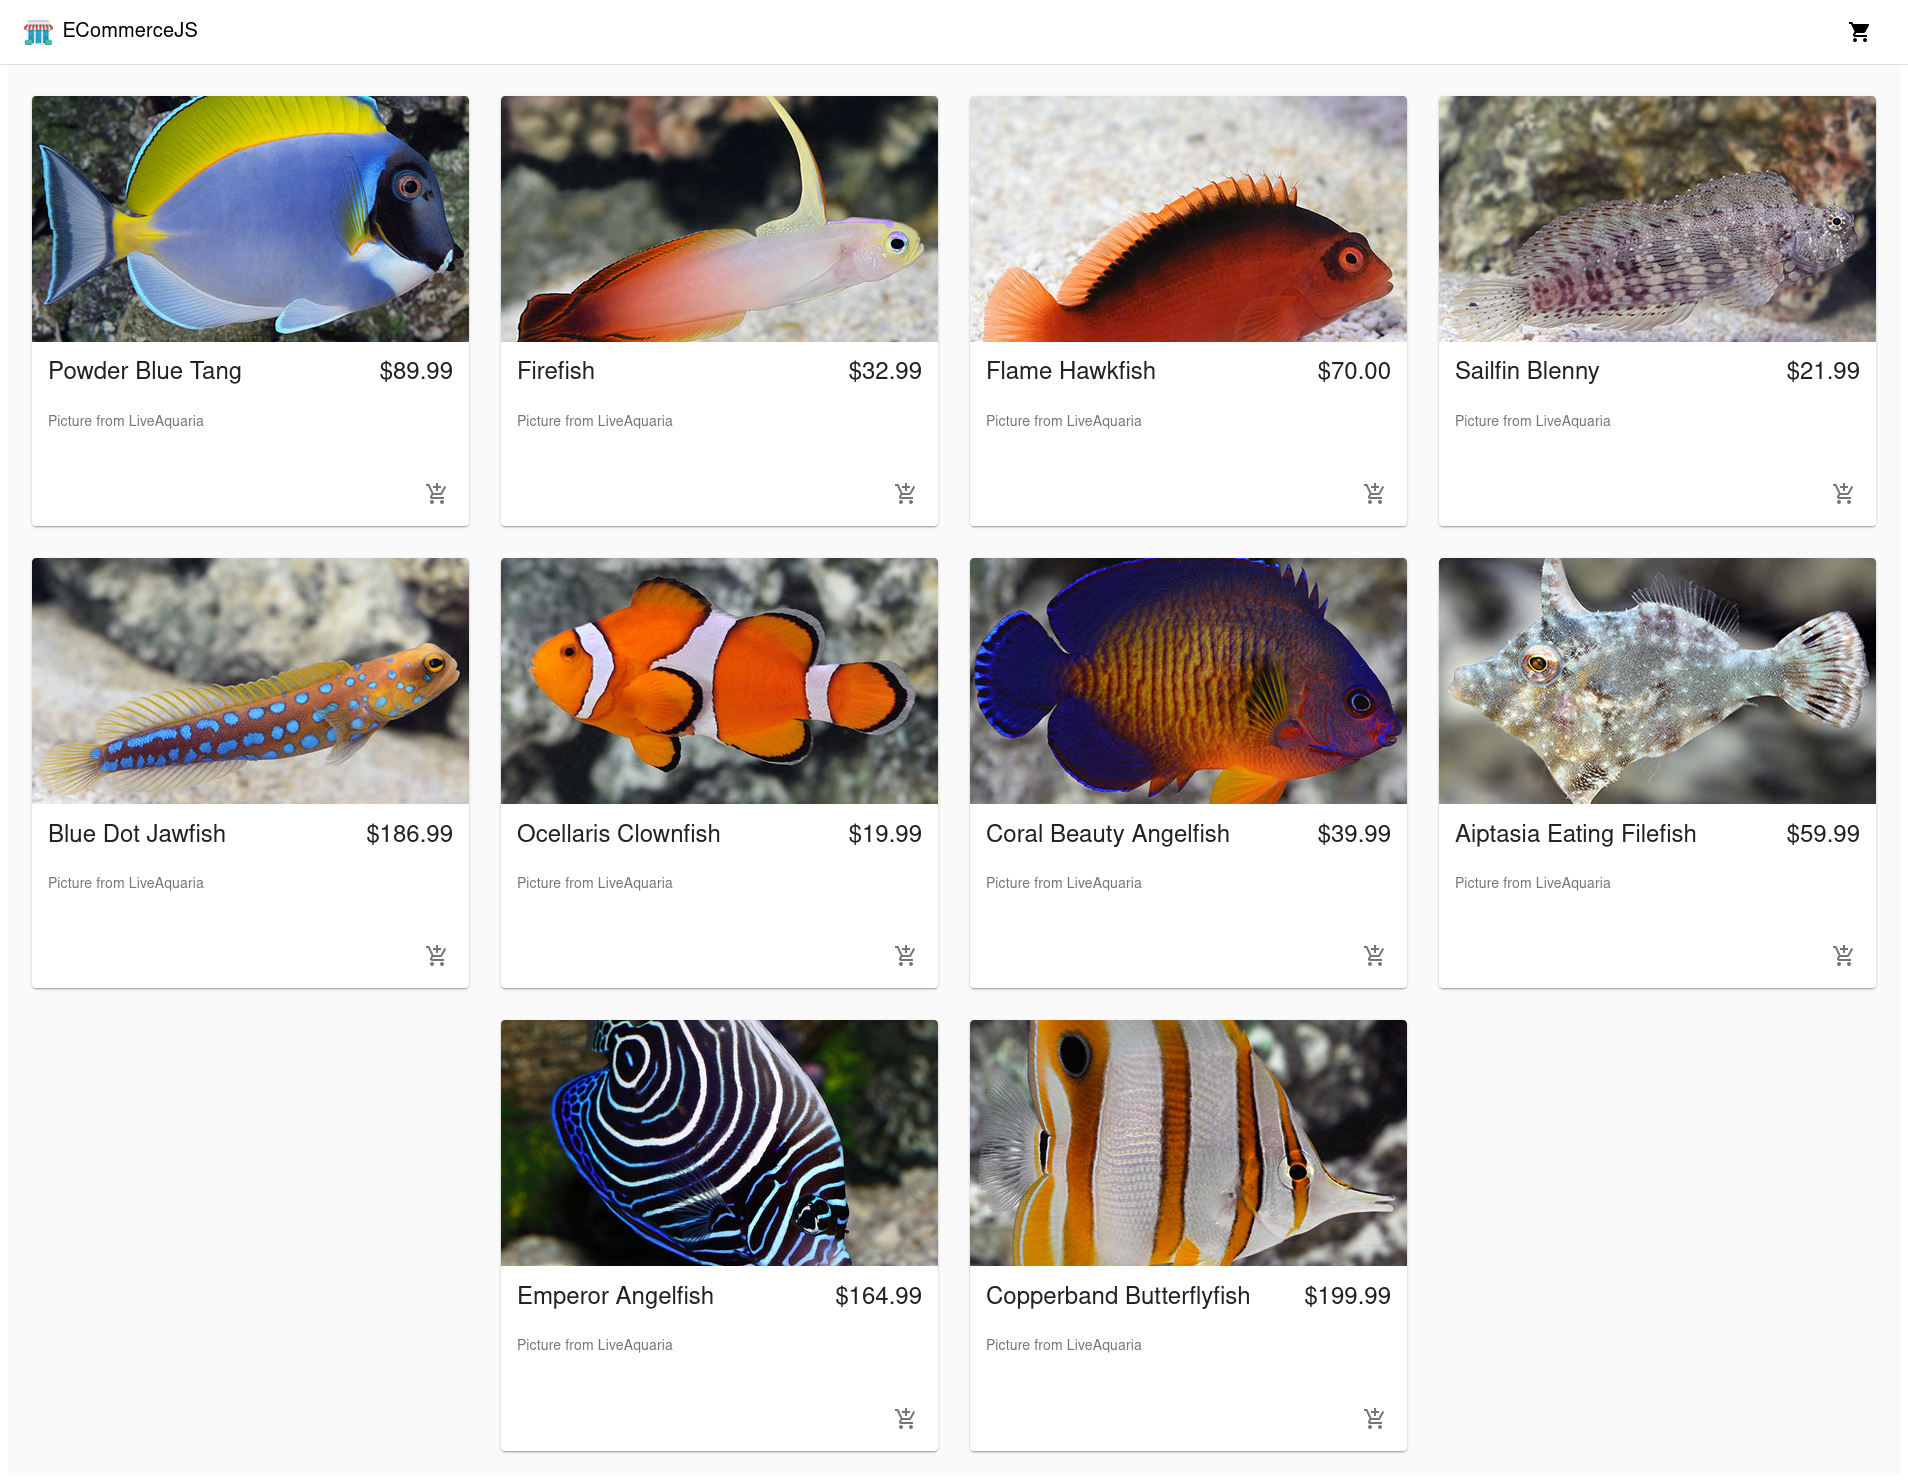 ECommerceJS
Powder Blue Tang $89.99
Picture from LiveAquaria
Firefish $32.99
Picture from LiveAquaria
Flame Hawkfish $70.00
Picture from LiveAquaria
Sailfin Blenny $21.99
Picture from LiveAquaria
Blue Dot Jawfish $186.99
Picture from LiveAquaria
Ocellaris Clownfish $19.99
Picture from LiveAquaria
Coral Beauty Angelfish $39.99
Picture from LiveAquaria
Aiptasia Eating Filefish $59.99
Picture from LiveAquaria
Emperor Angelfish $164.99
Picture from LiveAquaria
Copperband Butterflyfish $199.99
Picture from LiveAquaria